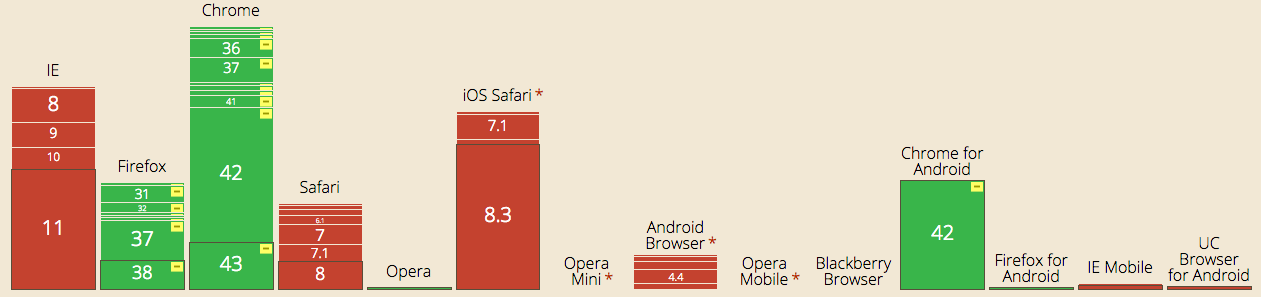 IE
8
9
10
11
Firefox
31
32
37
38
Chrome
36
37
41
42
43
Safari
6.1
7
7.1
8
Opera
iOS Safari *
7.1
8.3
Opera
Mini *
Android
Browser *
4.4
Opera
Mobile *
Blackberry
Browser
Chrome for
Android
42
Firefox for
Android
IE Mobile
UC
Browser
for Android